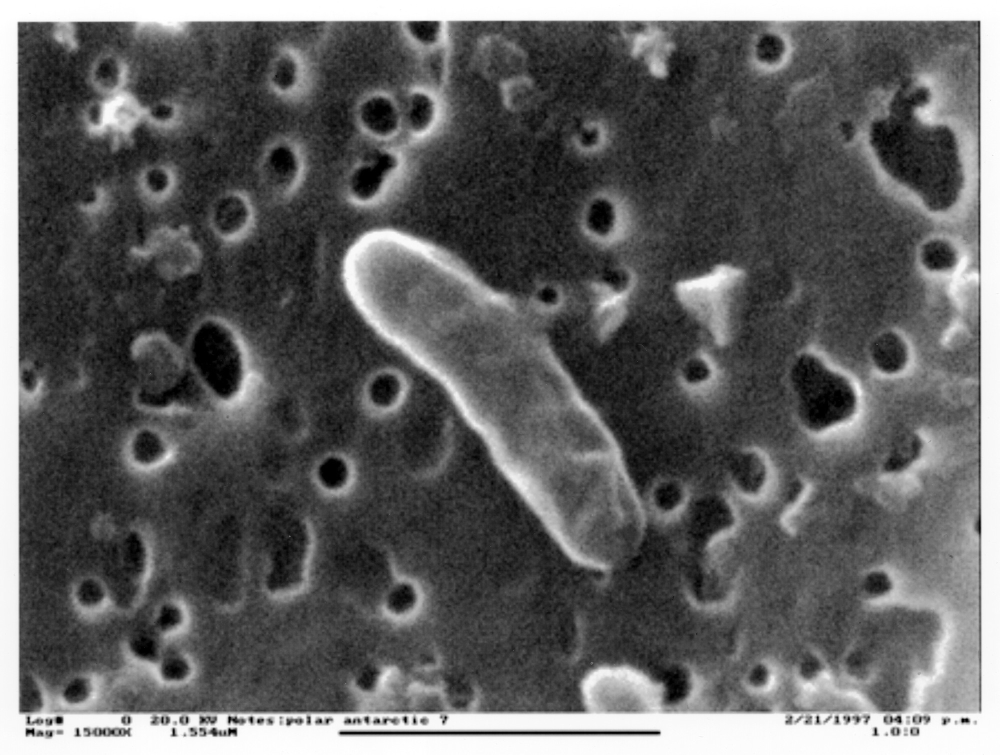 Log# 0 20.0 KV Notes:polar antarctic 7 2/21/1997 04:09 p.m.
Mag= 15000X 1.554uM 1.0:0